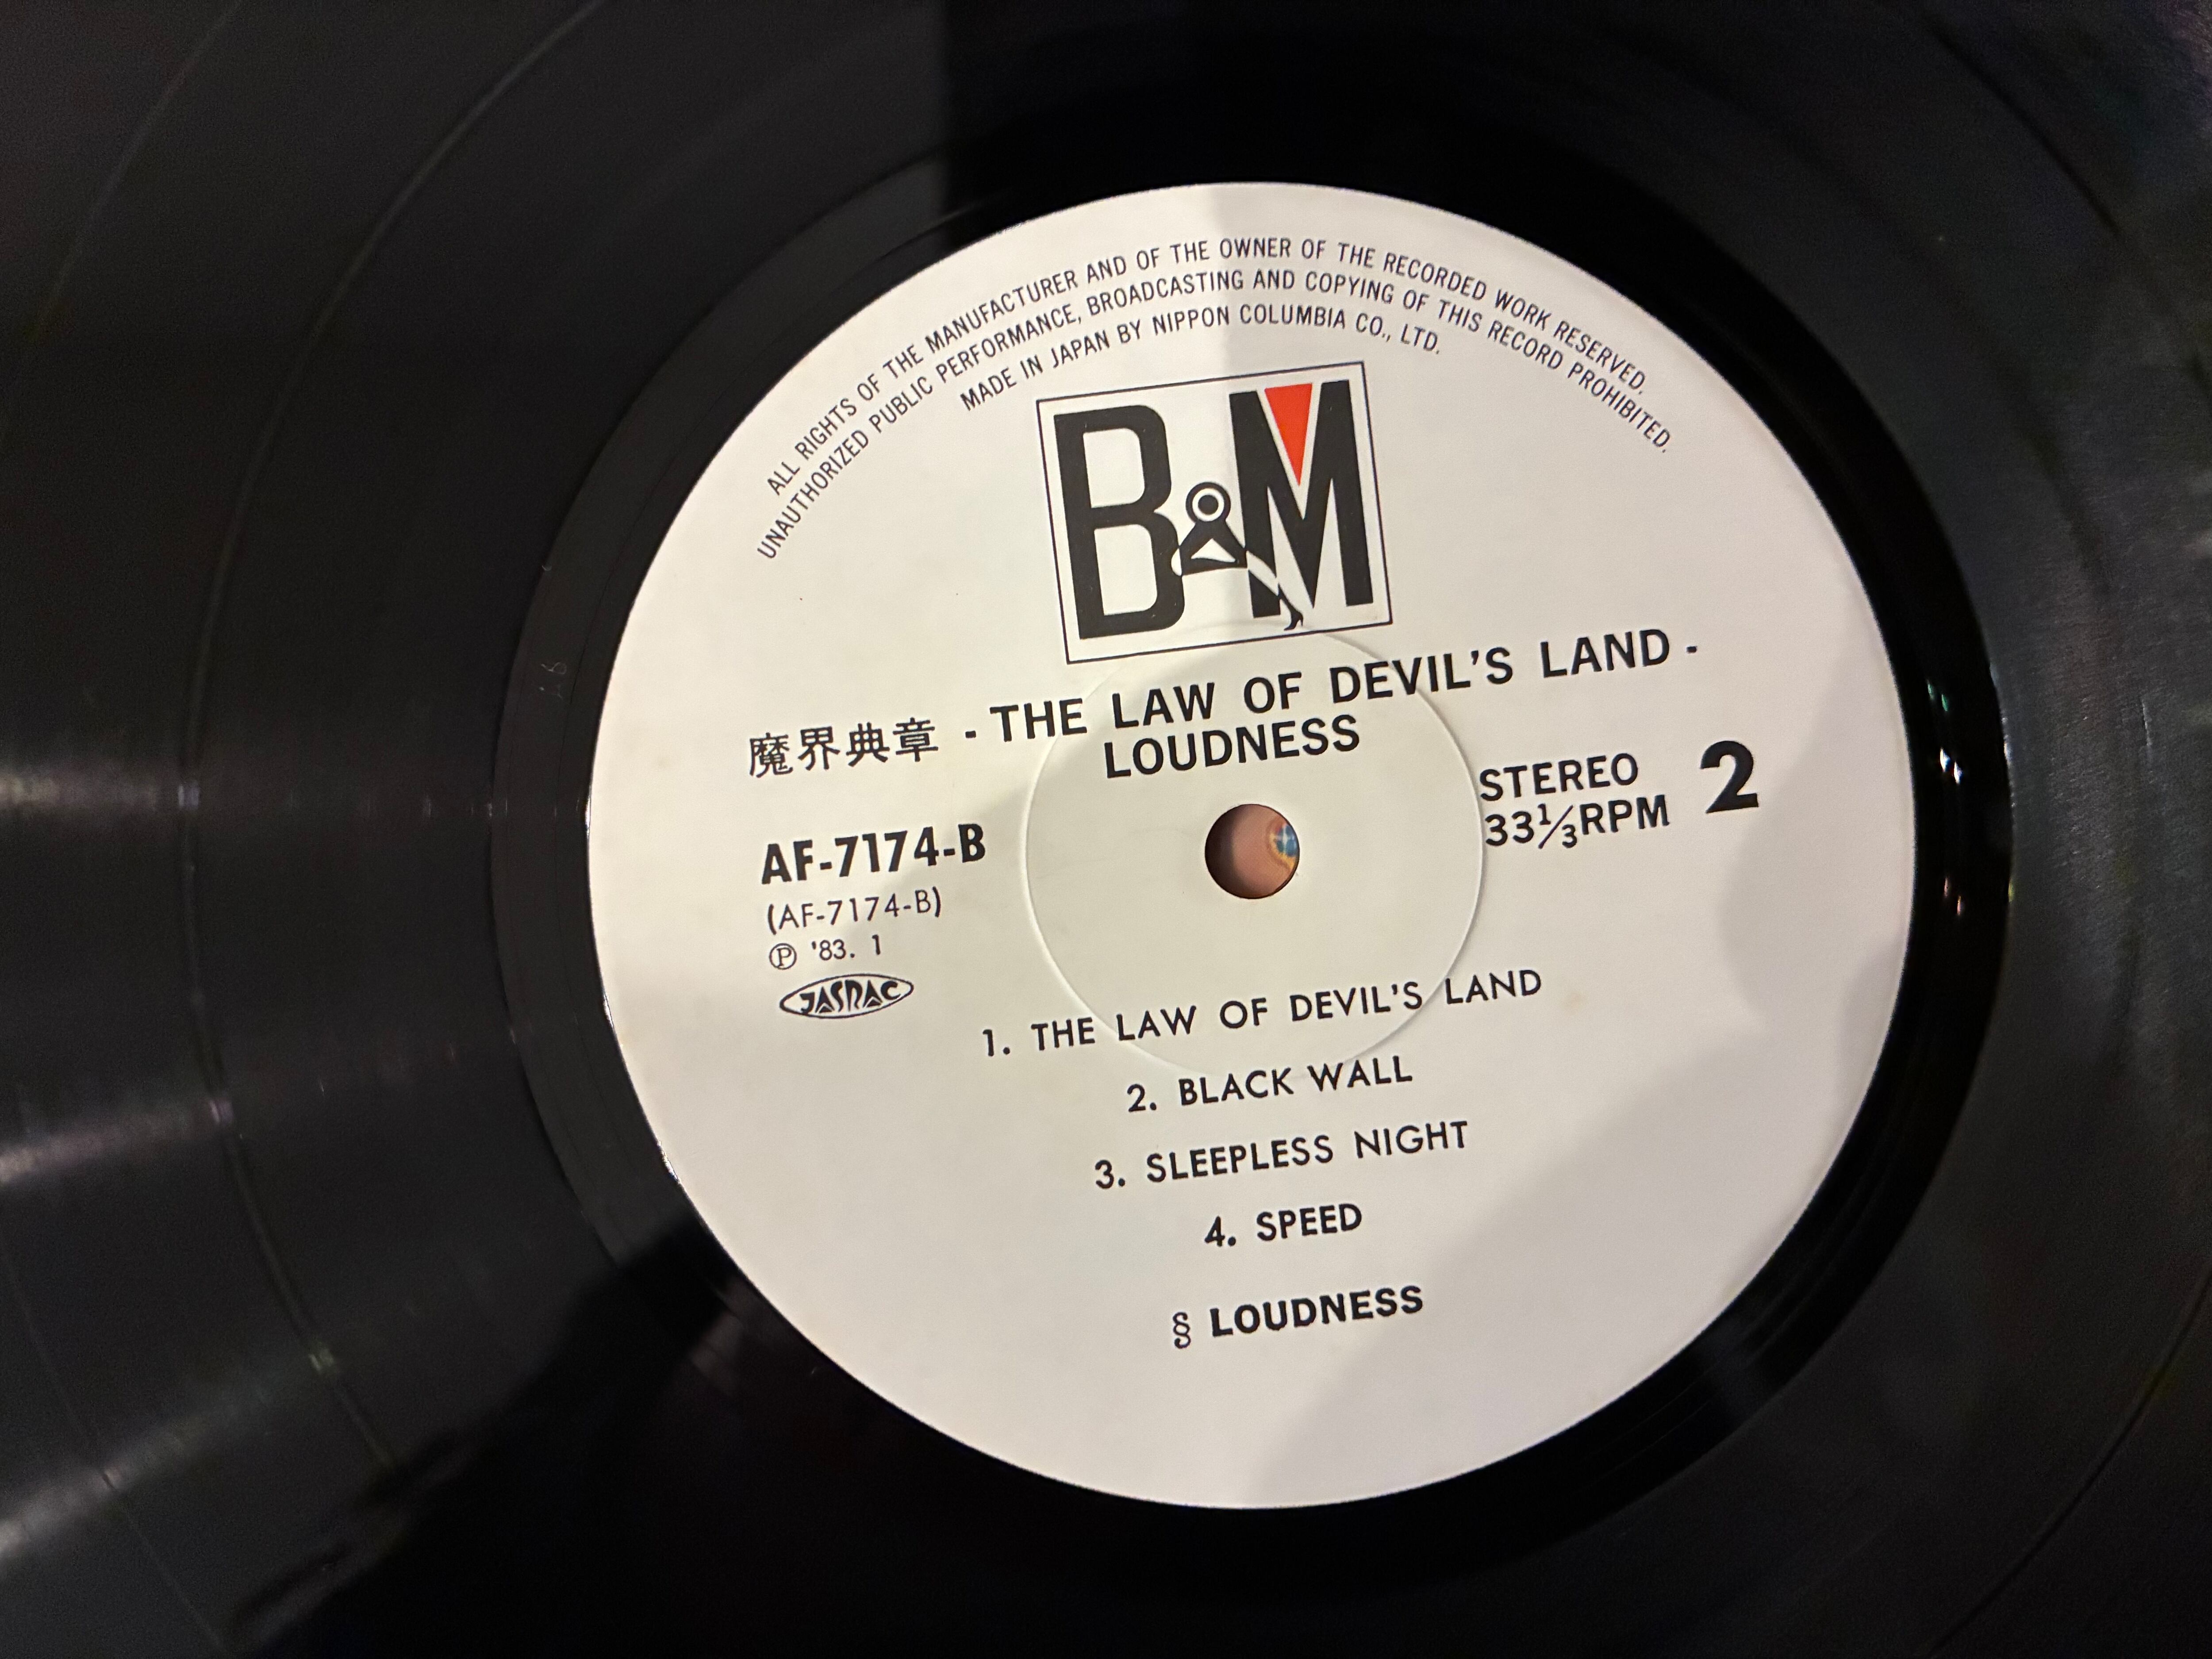 ALL RIGHTS OF THE MANUFACTURER AND OF THE OWNER OF THE RECORDED WORK RESERVED.
UNAUTHORIZED PUBLIC PERFORMANCE, BROADCASTING AND COPYING OF THIS RECORD PROHIBITED.
MADE IN JAPAN BY NIPPON COLUMBIA CO., LTD.
B&M
魔界典章 - THE LAW OF DEVIL'S LAND -
LOUDNESS
STEREO
33⅓RPM
2
AF-7174-B
(AF-7174-B)
Ⓟ '83. 1
JASRAC
1. THE LAW OF DEVIL'S LAND
2. BLACK WALL
3. SLEEPLESS NIGHT
4. SPEED
§ LOUDNESS